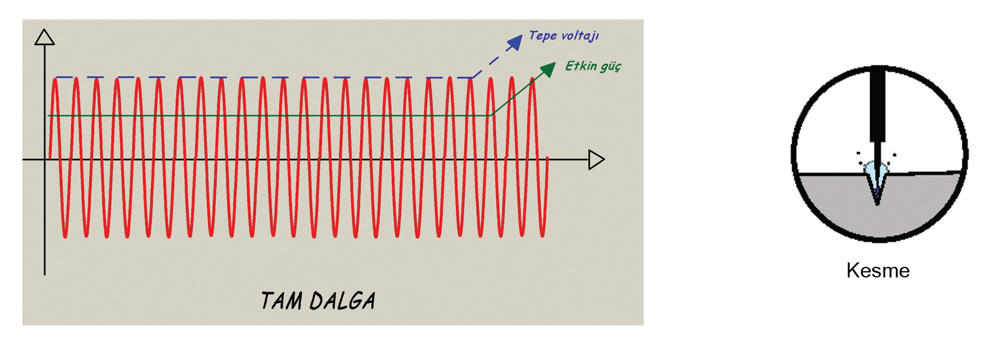 Tepe voltajı
Etkin güç
TAM DALGA
Kesme